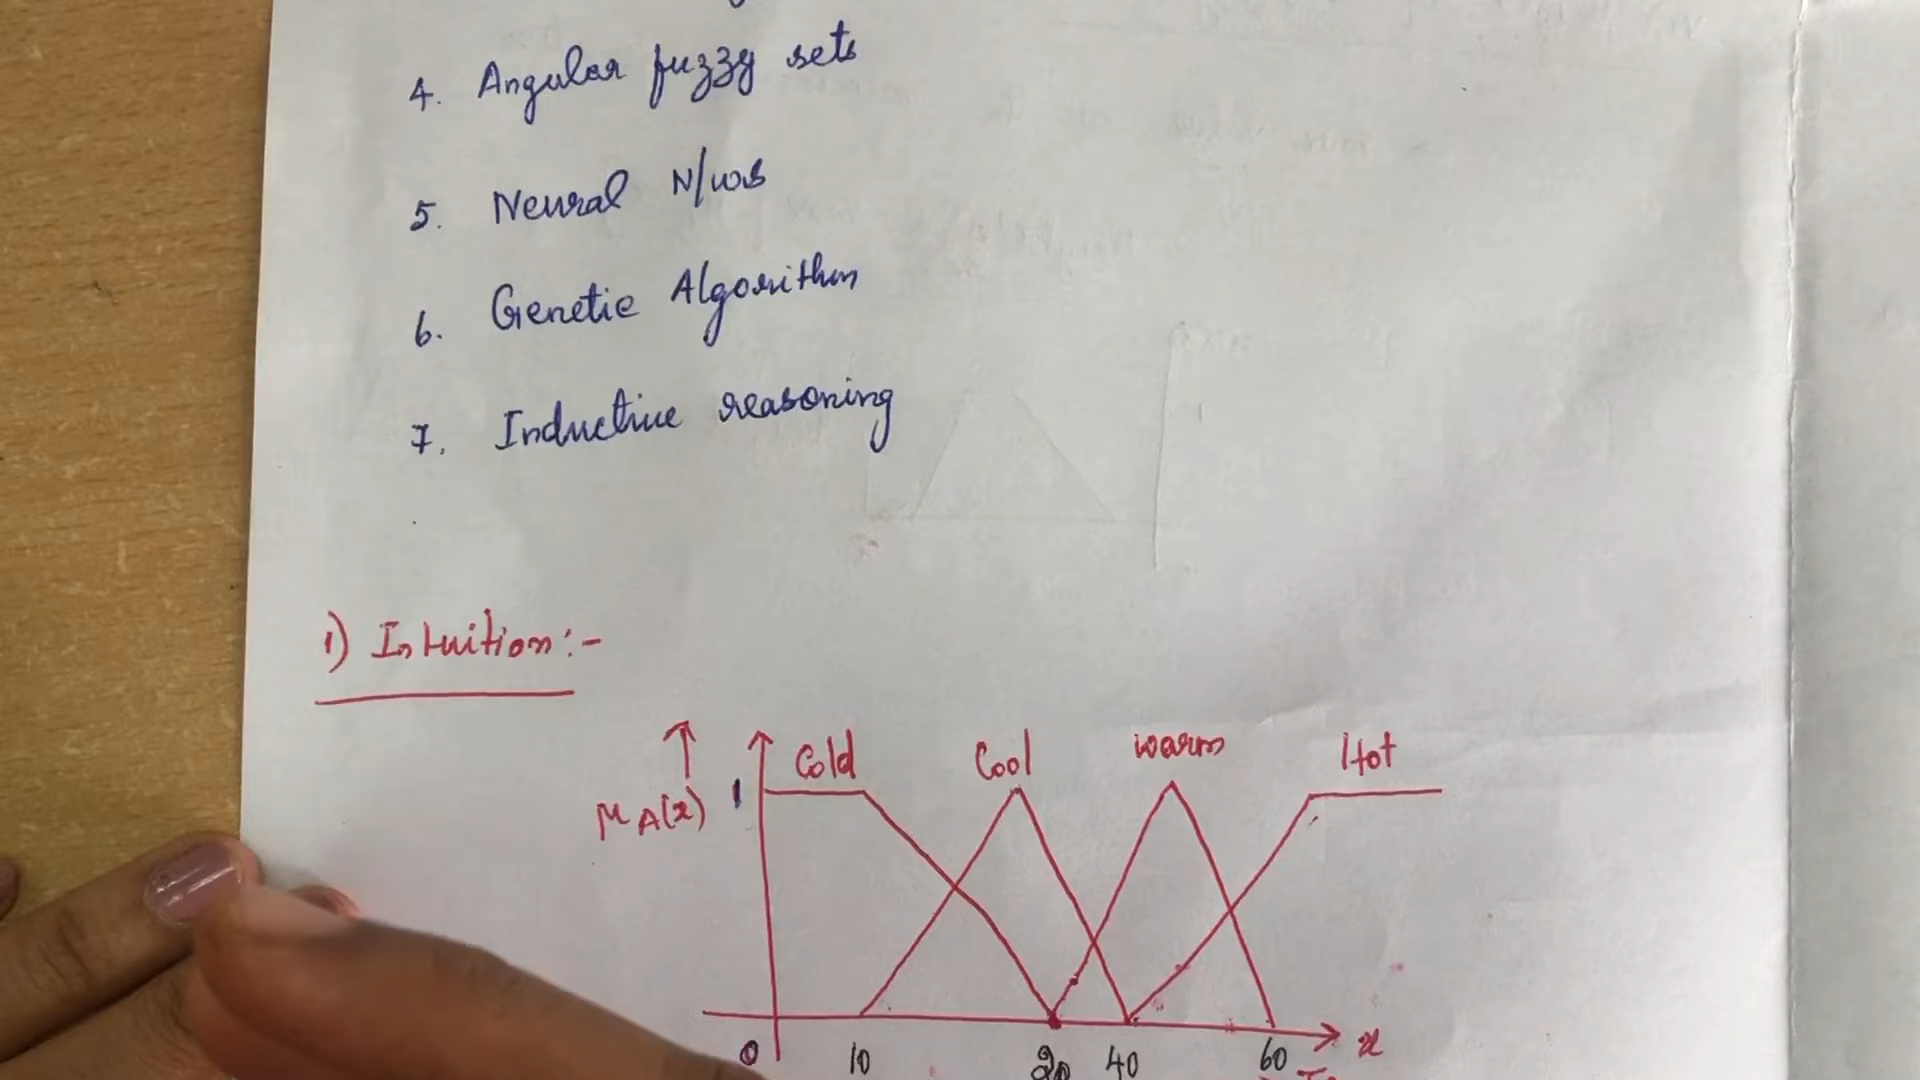 4. Angular fuzzy sets
5. Neural N/ws
6. Genetic Algorithm
7. Inductive reasoning
1) Intuition:-
Cold Cool warm Hot
1
μA(x)
0 10 20 40 60 x